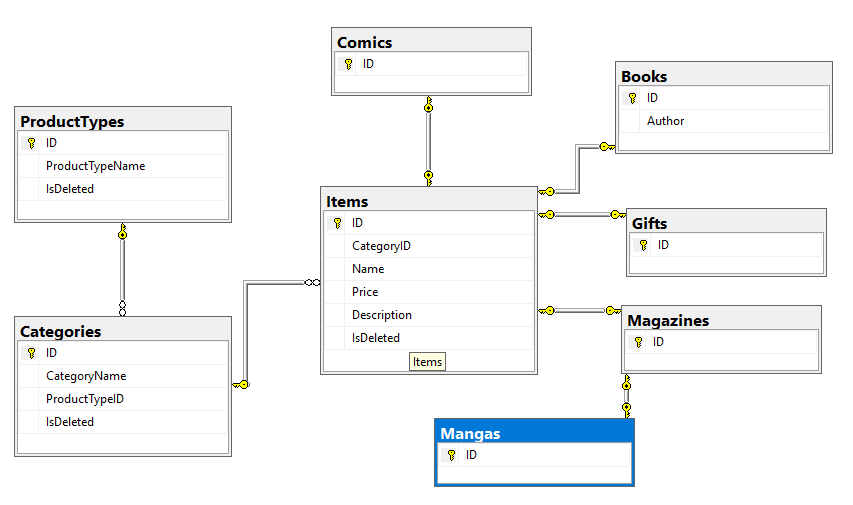 Comics
ID
Books
ID
Author
ProductTypes
ID
ProductTypeName
IsDeleted
Items
ID
CategoryID
Name
Price
Description
IsDeleted
Items
Gifts
ID
Magazines
ID
Categories
ID
CategoryName
ProductTypeID
IsDeleted
Mangas
ID